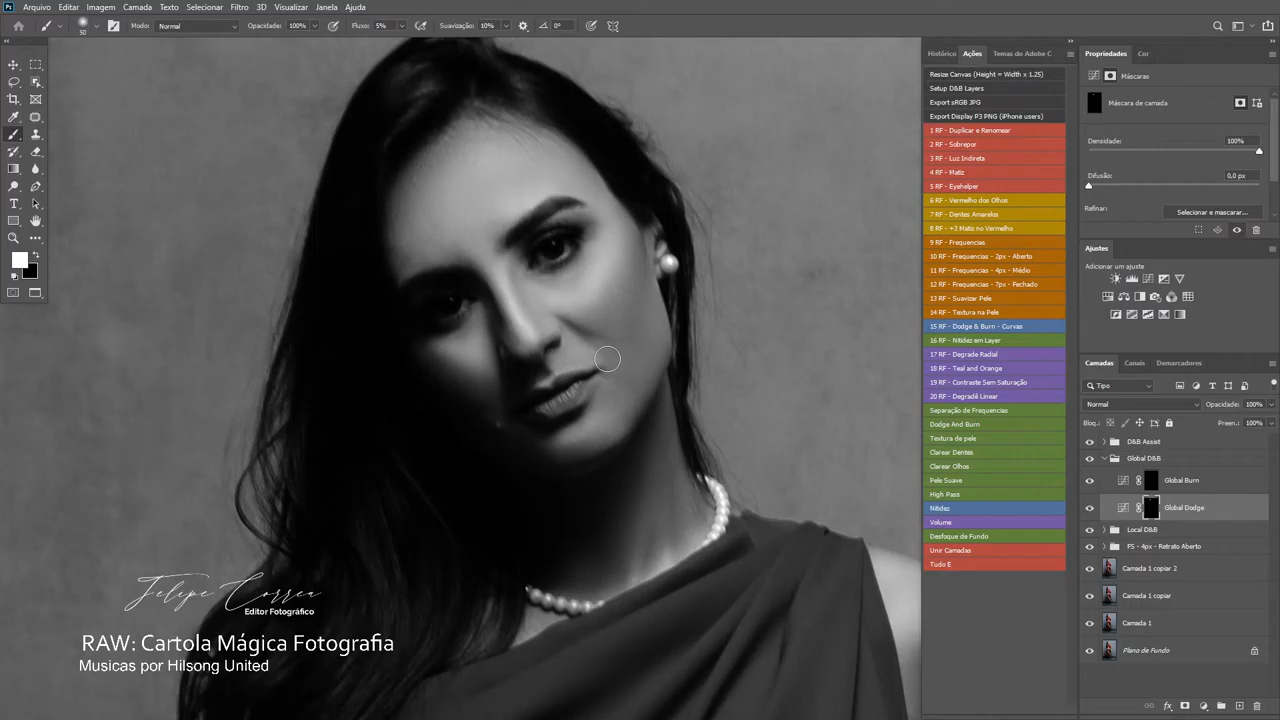 Ps Arquivo Editar Imagem Camada Texto Selecionar Filtro 3D Visualizar Janela Ajuda
50 Modo: Normal Opacidade: 100% Fluxo: 5% Suavização: 10% 0°
Histórico Ações Temas do Adobe C
Resize Canvas (Height = Width x 1.25)
Setup D&B Layers
Export sRGB JPG
Export Display P3 PNG (iPhone users)
1 RF - Duplicar e Renomear
2 RF - Sobrepor
3 RF - Luz Indireta
4 RF - Matiz
5 RF - Eyehelper
6 RF - Vermelho dos Olhos
7 RF - Dentes Amarelos
8 RF - +3 Matiz no Vermelho
9 RF - Frequencias
10 RF - Frequencias - 2px - Aberto
11 RF - Frequencias - 4px - Médio
12 RF - Frequencias - 7px - Fechado
13 RF - Suavizar Pele
14 RF - Textura na Pele
15 RF - Dodge & Burn - Curvas
16 RF - Nitidez em Layer
17 RF - Degrade Radial
18 RF - Teal and Orange
19 RF - Contraste Sem Saturação
20 RF - Degradê Linear
Separação de Frequencias
Dodge And Burn
Textura de pele
Clarear Dentes
Clarear Olhos
Pele Suave
High Pass
Nitidez
Volume
Desfoque de Fundo
Unir Camadas
Tudo E
Propriedades Cor
Máscaras
Máscara de camada
Densidade: 100%
Difusão: 0,0 px
Refinar: Selecionar e mascarar...
Ajustes
Adicionar um ajuste
Camadas Canais Demarcadores
Tipo
Normal Opacidade: 100%
Bloq.: Preen.: 100%
D&B Assist
Global D&B
Global Burn
Global Dodge
Local D&B
FS - 4px - Retrato Aberto
Camada 1 copiar 2
Camada 1 copiar
Camada 1
Plano de Fundo
Felipe Correa
Editor Fotográfico
RAW: Cartola Mágica Fotografia
Musicas por Hilsong United